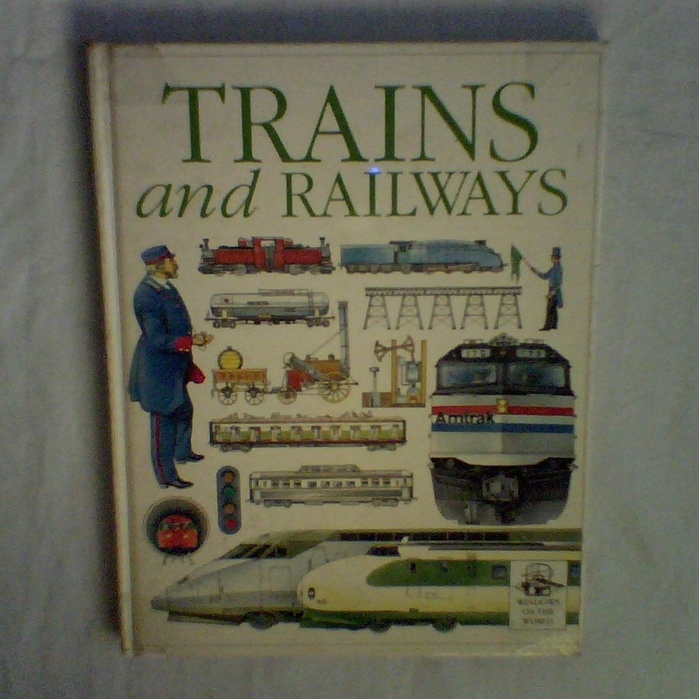 TRAINS
and RAILWAYS
Amtrak
WINDOWS
ON THE
WORLD